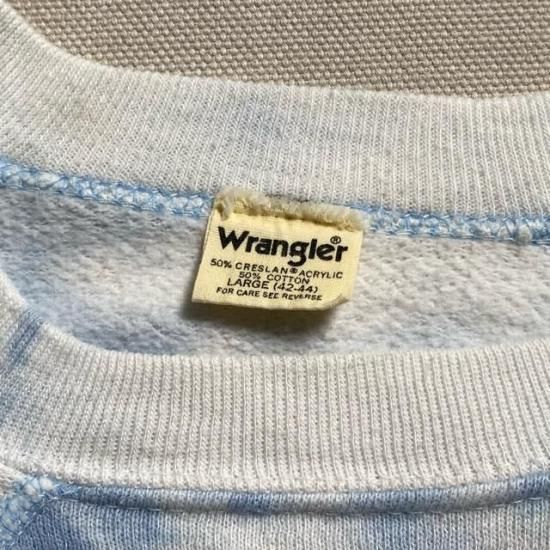 Wrangler®
50% CRESLAN® ACRYLIC
50% COTTON
LARGE (42-44)
FOR CARE SEE REVERSE